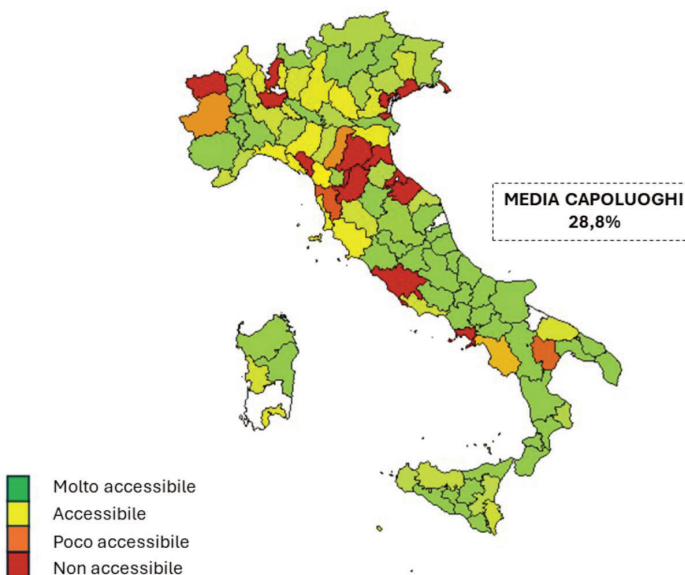 MEDIA CAPOLUOGHI
28,8%
Molto accessibile
Accessibile
Poco accessibile
Non accessibile